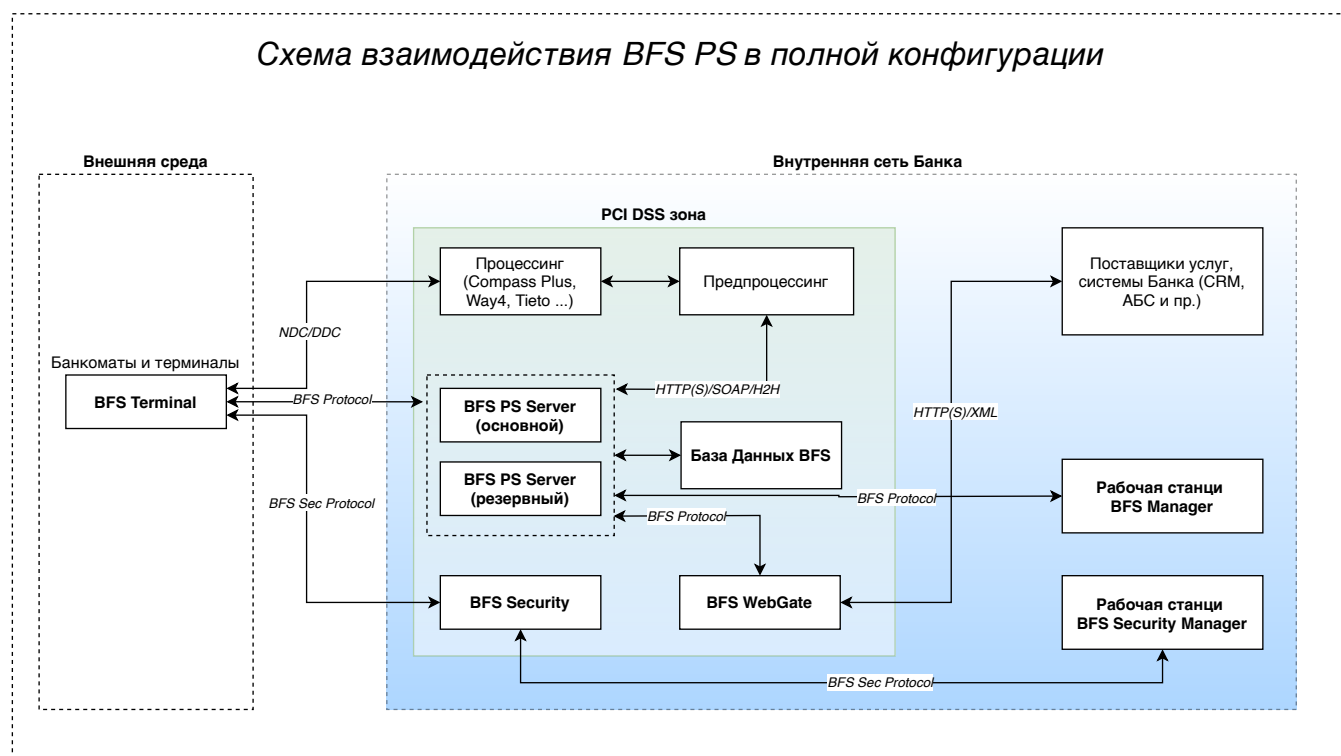 Схема взаимодействия BFS PS в полной конфигурации
Внешняя среда
Внутренняя сеть Банка
PCI DSS зона
Процессинг
(Compass Plus,
Way4, Tieto ...)
Предпроцессинг
Поставщики услуг,
системы Банка (CRM,
АБС и пр.)
NDC/DDC
Банкоматы и терминалы
BFS Terminal
BFS Protocol
HTTP(S)/SOAP/H2H
BFS PS Server
(основной)
HTTP(S)/XML
База Данных BFS
BFS PS Server
(резервный)
BFS Sec Protocol
BFS Protocol
Рабочая станци
BFS Manager
BFS Protocol
BFS Security
BFS WebGate
Рабочая станци
BFS Security Manager
BFS Sec Protocol